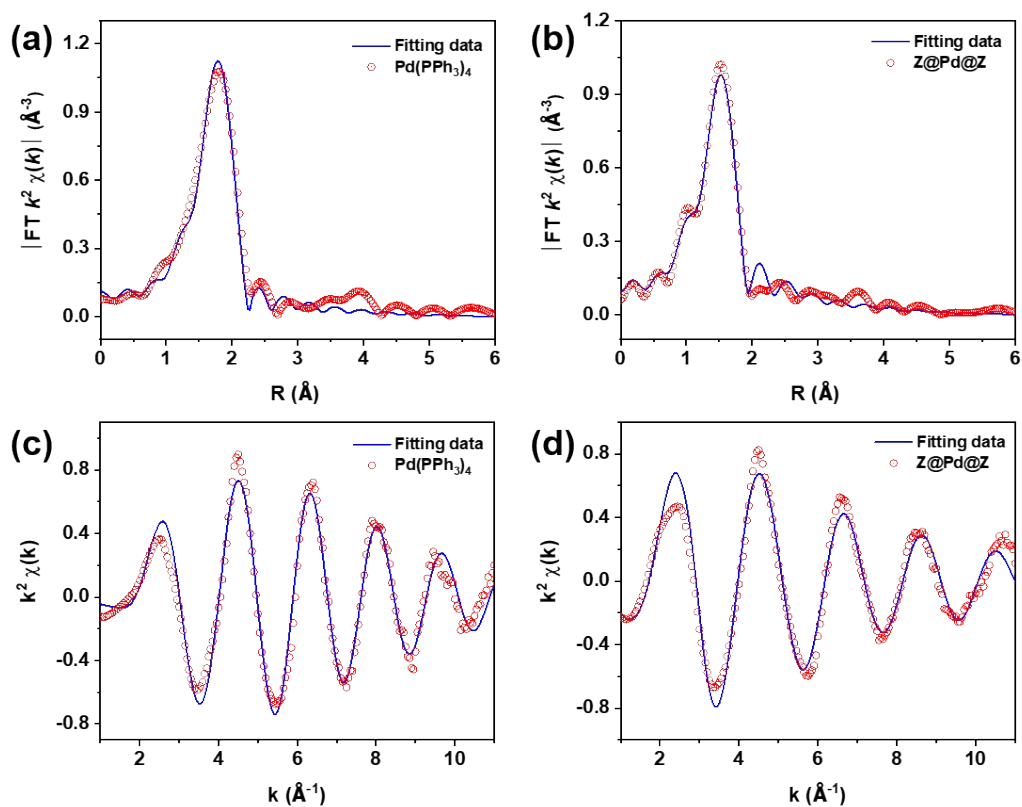 (a)
Fitting data
Pd(PPh₃)₄
|FT k² χ(k)| (Å⁻³)
1.2
0.9
0.6
0.3
0.0
0 1 2 3 4 5 6
R (Å)
(b)
Fitting data
Z@Pd@Z
|FT k² χ(k)| (Å⁻³)
1.2
0.9
0.6
0.3
0.0
0 1 2 3 4 5 6
R (Å)
(c)
Fitting data
Pd(PPh₃)₄
k² χ(k)
0.8
0.4
0.0
-0.4
-0.8
2 4 6 8 10
k (Å⁻¹)
(d)
Fitting data
Z@Pd@Z
k² χ(k)
0.8
0.4
0.0
-0.4
-0.8
2 4 6 8 10
k (Å⁻¹)